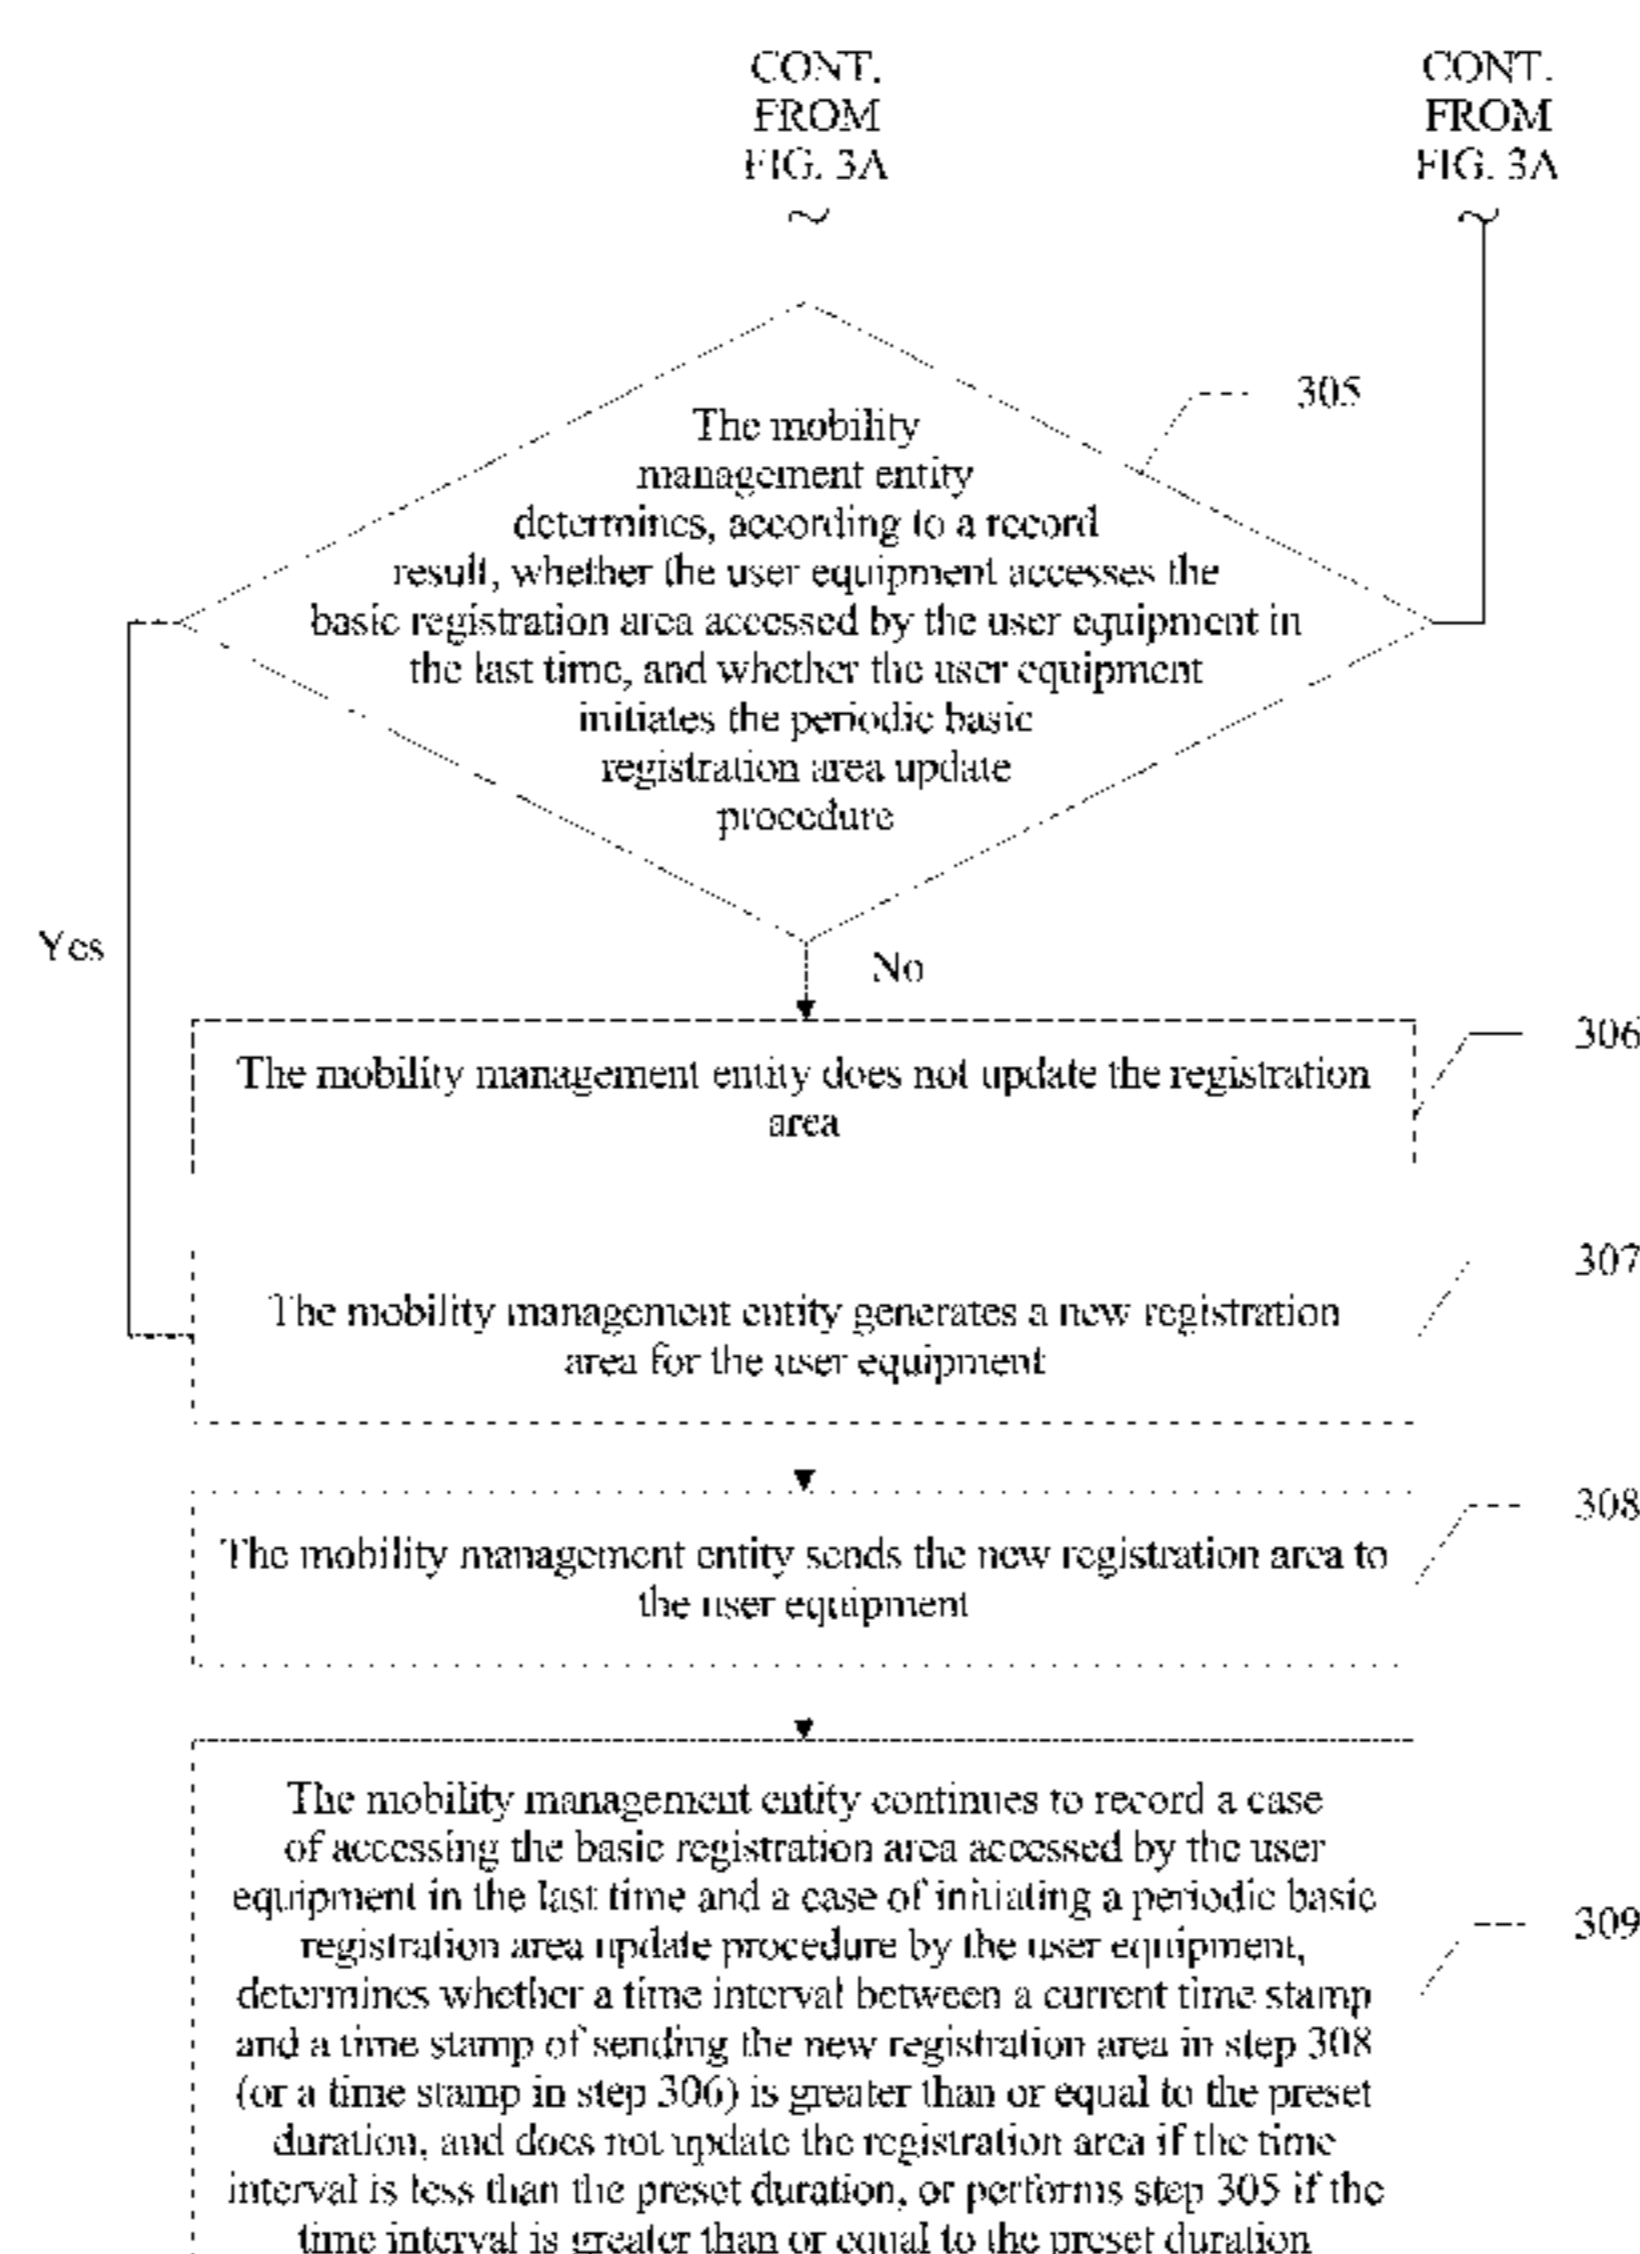 CONT.
FROM
FIG. 3A
CONT.
FROM
FIG. 3A
305
The mobility
management entity
determines, according to a record
result, whether the user equipment accesses the
basic registration area accessed by the user equipment in
the last time, and whether the user equipment
initiates the periodic basic
registration area update
procedure
Yes
No
306
The mobility management entity does not update the registration
area
307
The mobility management entity generates a new registration
area for the user equipment
308
The mobility management entity sends the new registration area to
the user equipment
The mobility management entity continues to record a case
of accessing the basic registration area accessed by the user
equipment in the last time and a case of initiating a periodic basic
309
registration area update procedure by the user equipment,
determines whether a time interval between a current time stamp
and a time stamp of sending the new registration area in step 308
(or a time stamp in step 306) is greater than or equal to the preset
duration, and does not update the registration area if the time
interval is less than the preset duration, or performs step 305 if the
time interval is greater than or equal to the preset duration